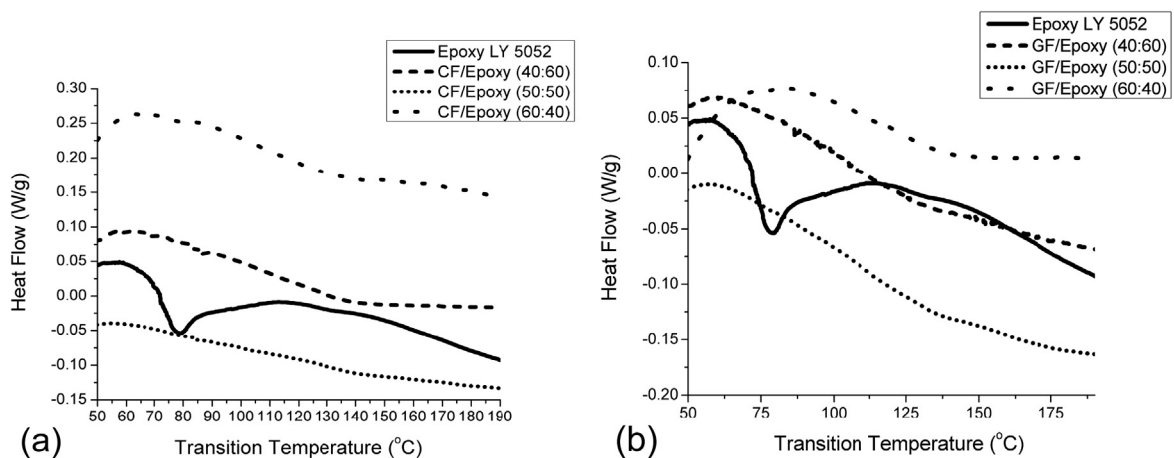 Epoxy LY 5052
CF/Epoxy (40:60)
CF/Epoxy (50:50)
CF/Epoxy (60:40)
0.30
0.25
0.20
0.15
0.10
0.05
0.00
-0.05
-0.10
-0.15
Heat Flow (W/g)
50 60 70 80 90 100 110 120 130 140 150 160 170 180 190
Transition Temperature (°C)
(a)
Epoxy LY 5052
GF/Epoxy (40:60)
GF/Epoxy (50:50)
GF/Epoxy (60:40)
0.10
0.05
0.00
-0.05
-0.10
-0.15
-0.20
Heat Flow (W/g)
50 75 100 125 150 175
Transition Temperature (°C)
(b)